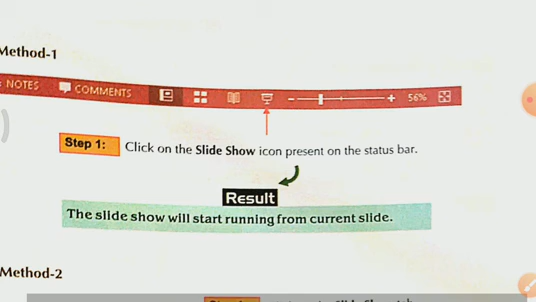 Method-1
NOTES COMMENTS 56%
Step 1: Click on the Slide Show icon present on the status bar.
Result
The slide show will start running from current slide.
Method-2